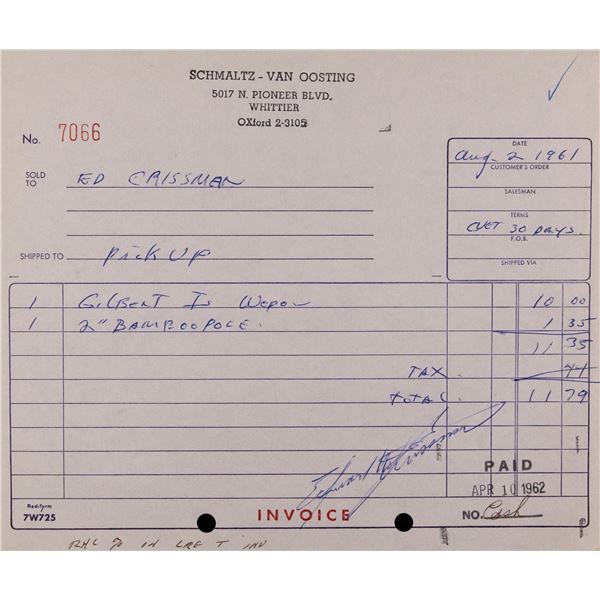 SCHMALTZ - VAN OOSTING
5017 N. PIONEER BLVD.
WHITTIER
OXford 2-3105
No. 7066
DATE
Aug 2 1961
CUSTOMER'S ORDER
SALESMAN
TERMS
NET 30 DAYS.
F.O.B.
SHIPPED VIA
SOLD TO ED CRISSMAN
SHIPPED TO PICK UP
1 GILBERT 10 00
1 2" BAMBOO POLE. 1 35
11 35
TAX 44
TOTAL 11 79
PAID
APR 10 1962
Rediform
7W725
INVOICE
NO. Cash